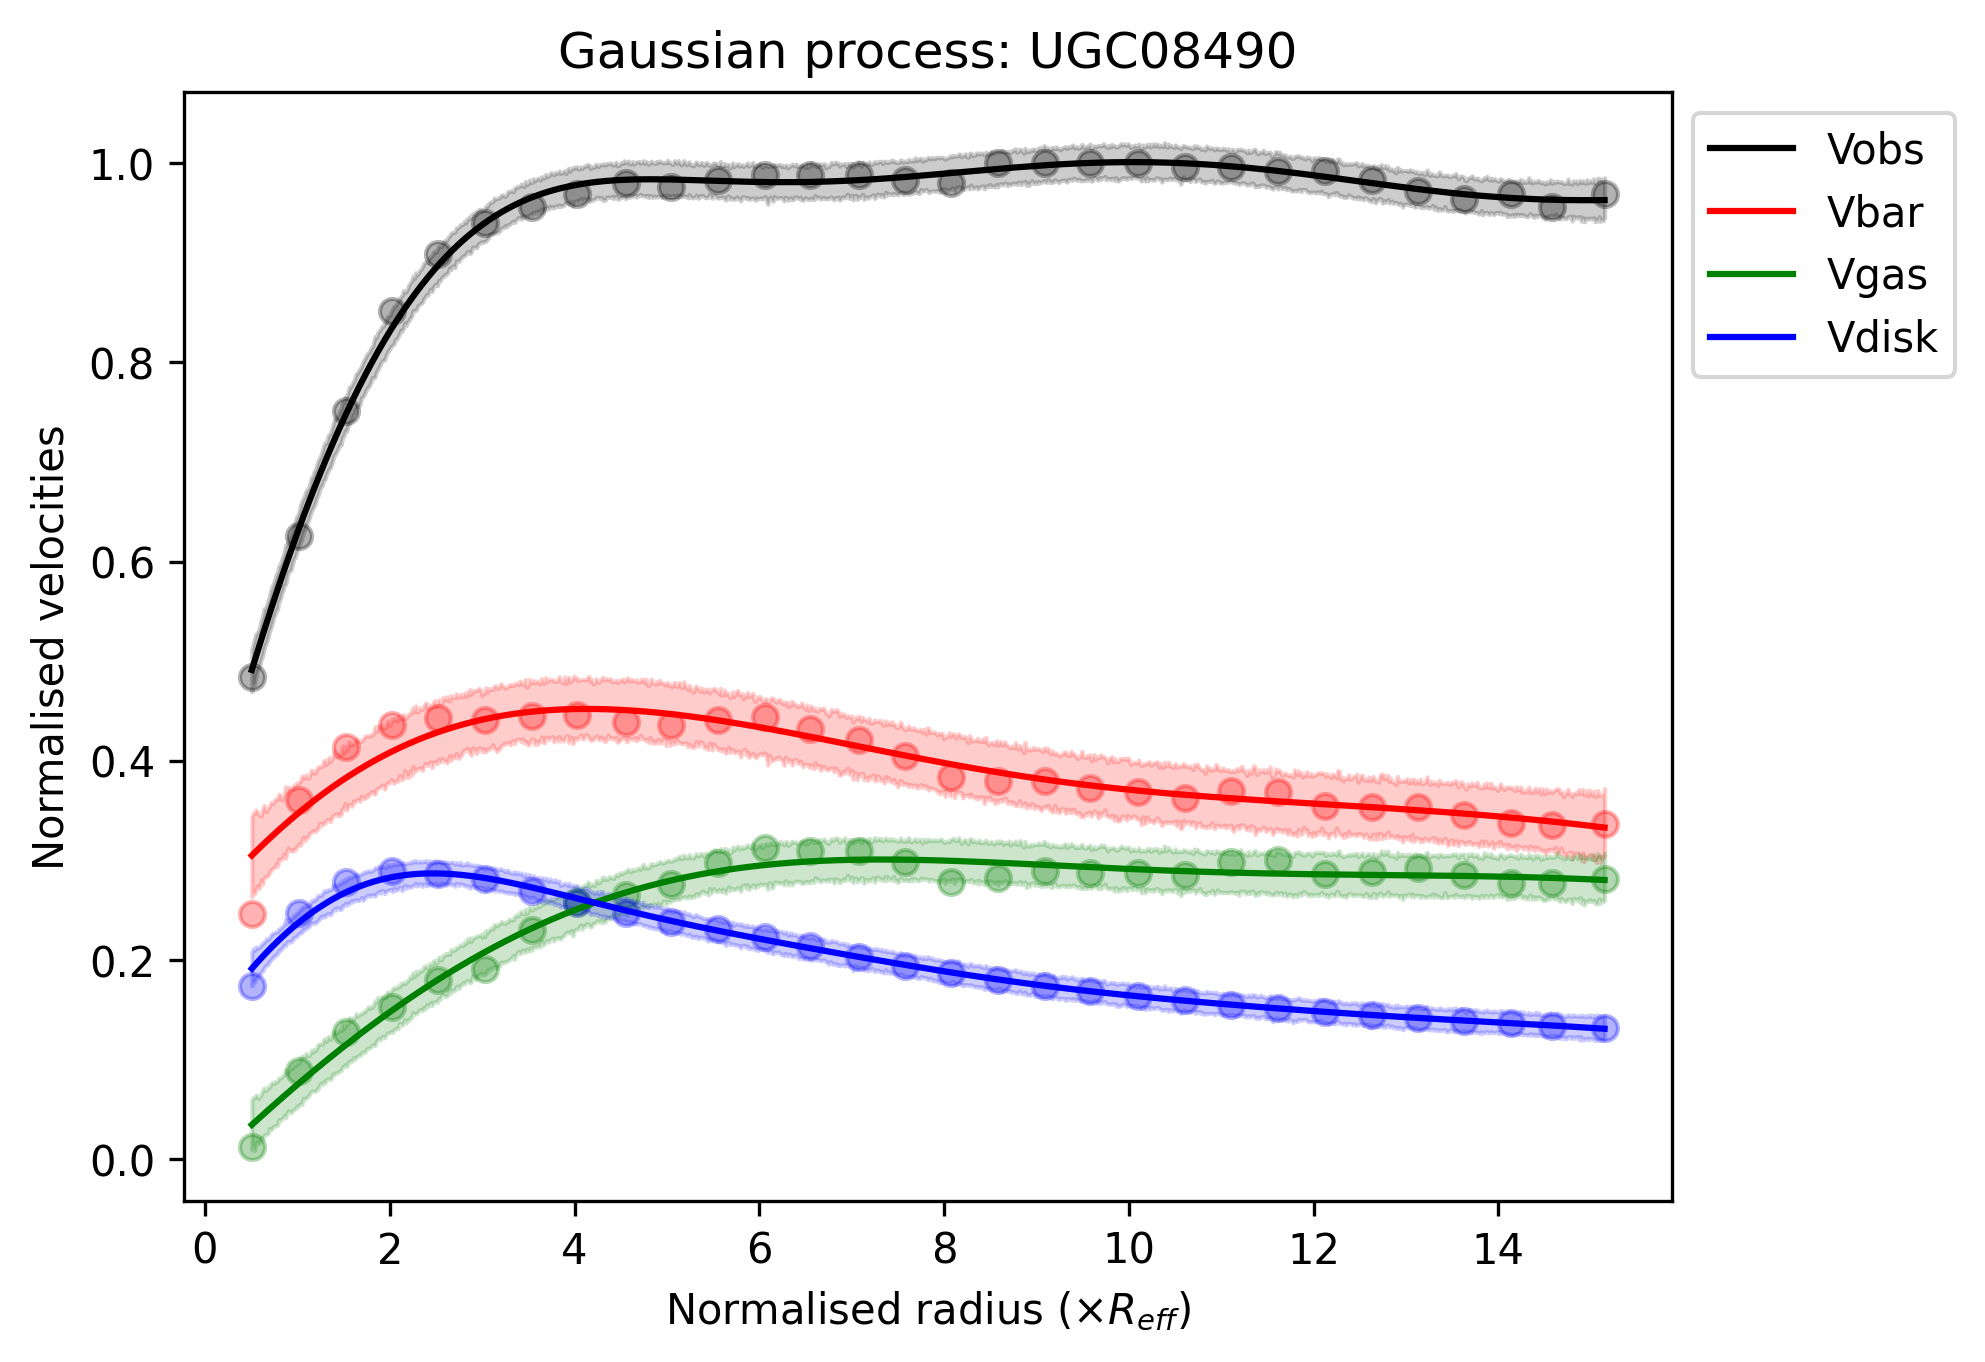 Gaussian process: UGC08490
Vobs
Vbar
Vgas
Vdisk
Normalised velocities
1.0
0.8
0.6
0.4
0.2
0.0
0 2 4 6 8 10 12 14
Normalised radius (×R_eff)